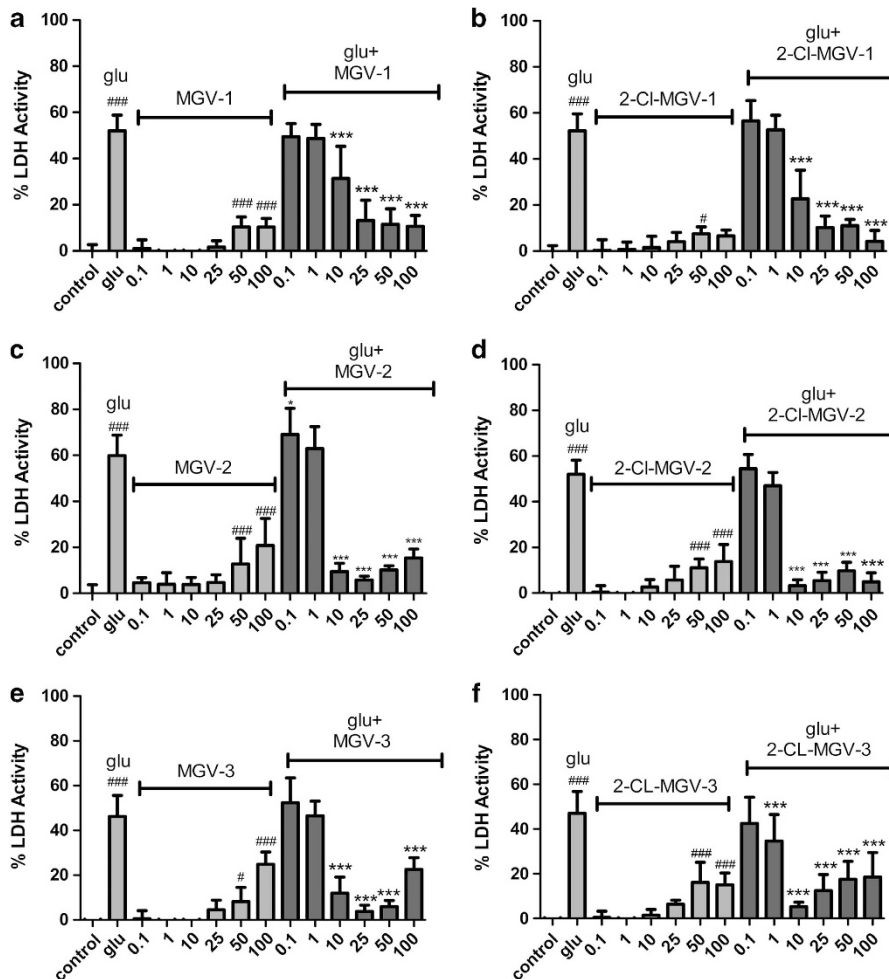 a
% LDH Activity
100
80
60
40
20
0
glu
###
MGV-1
### ###
glu+
MGV-1
***
*** *** ***
control glu 0.1 1 10 25 50 100 0.1 1 10 25 50 100
b
% LDH Activity
100
80
60
40
20
0
glu
###
2-Cl-MGV-1
#
glu+
2-Cl-MGV-1
***
*** *** ***
control glu 0.1 1 10 25 50 100 0.1 1 10 25 50 100
c
% LDH Activity
100
80
60
40
20
0
glu
###
MGV-2
### ###
glu+
MGV-2
*
*** *** *** ***
control glu 0.1 1 10 25 50 100 0.1 1 10 25 50 100
d
% LDH Activity
100
80
60
40
20
0
glu
###
2-Cl-MGV-2
### ###
glu+
2-Cl-MGV-2
*** *** *** ***
control glu 0.1 1 10 25 50 100 0.1 1 10 25 50 100
e
% LDH Activity
100
80
60
40
20
0
glu
###
MGV-3
# ###
glu+
MGV-3
*** *** *** ***
control glu 0.1 1 10 25 50 100 0.1 1 10 25 50 100
f
% LDH Activity
100
80
60
40
20
0
glu
###
2-CL-MGV-3
### ###
glu+
2-CL-MGV-3
***
*** *** *** ***
control glu 0.1 1 10 25 50 100 0.1 1 10 25 50 100